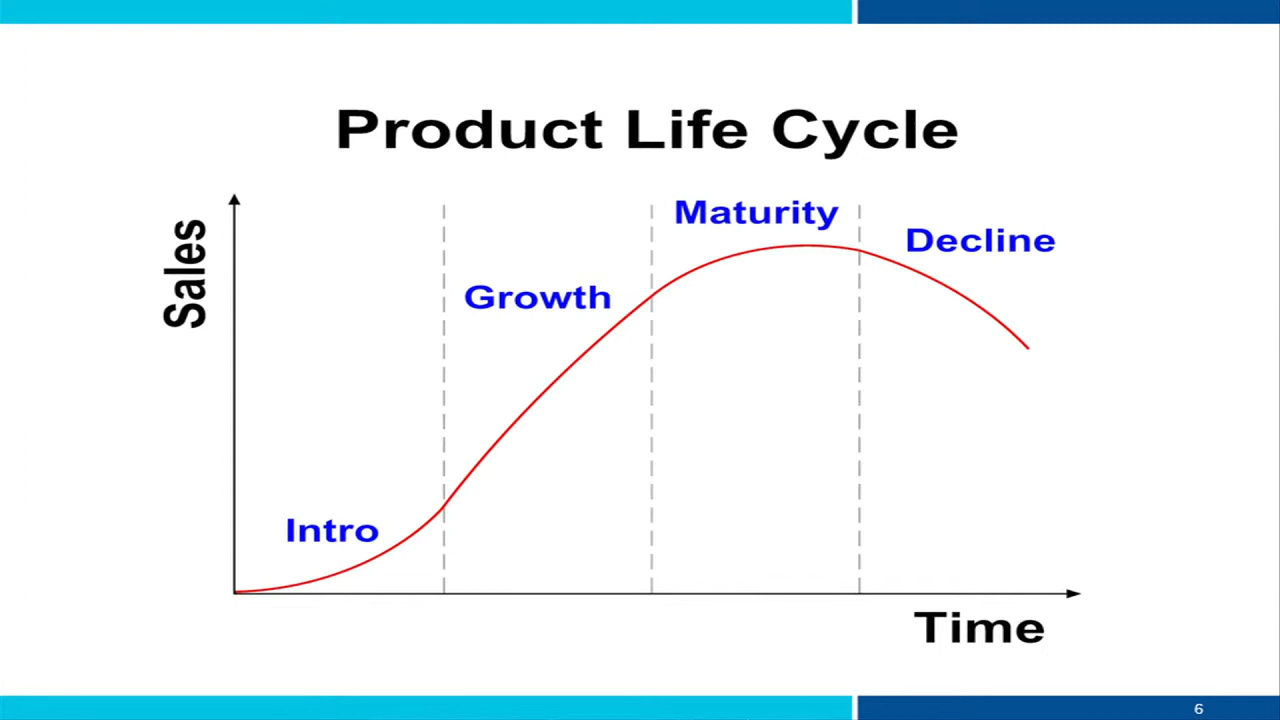 Product Life Cycle
Sales
Maturity
Decline
Growth
Intro
Time
6